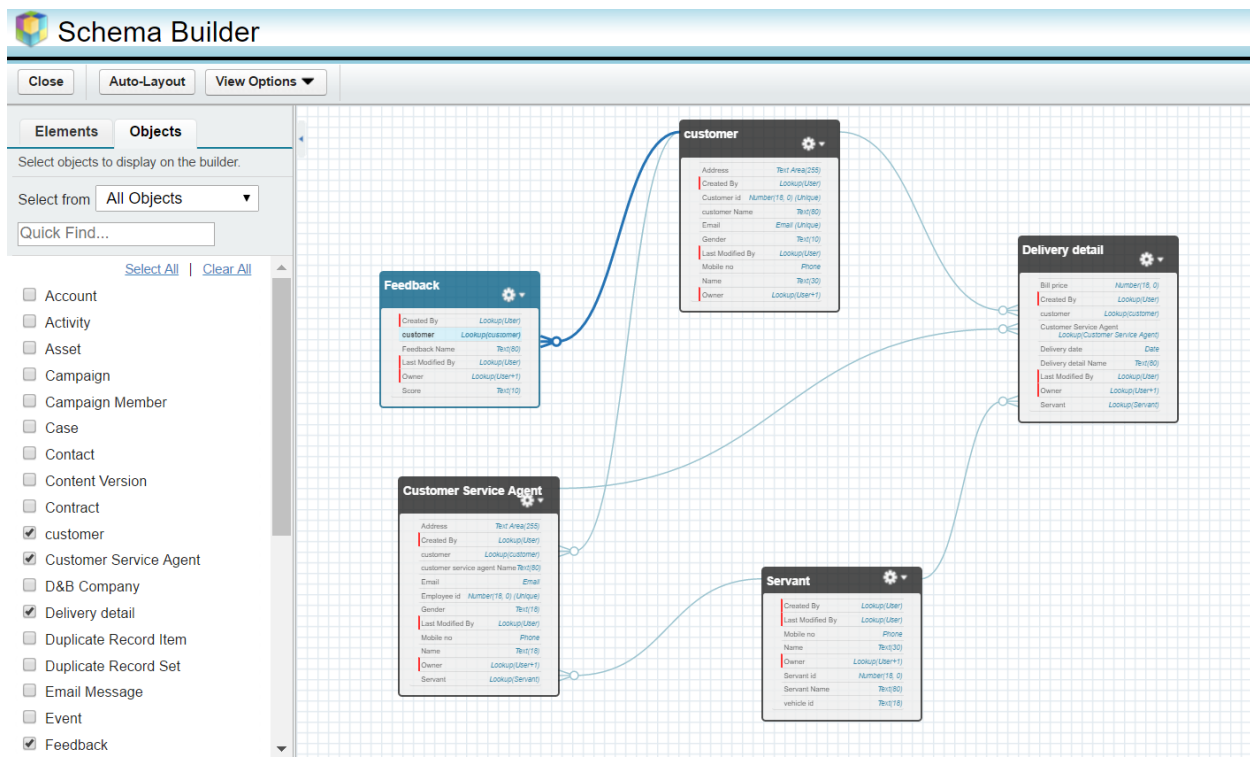 Schema Builder
Close Auto-Layout View Options
Elements Objects
Select objects to display on the builder.
Select from All Objects
Quick Find...
Select All | Clear All
Account
Activity
Asset
Campaign
Campaign Member
Case
Contact
Content Version
Contract
customer
Customer Service Agent
D&B Company
Delivery detail
Duplicate Record Item
Duplicate Record Set
Email Message
Event
Feedback
customer
Address Text Area(255)
Created By Lookup(User)
Customer id Number(18, 0) (Unique)
customer Name Text(80)
Email Email (Unique)
Gender Text(10)
Last Modified By Lookup(User)
Mobile no Phone
Name Text(30)
Owner Lookup(User+1)
Delivery detail
Bill price Number(18, 0)
Created By Lookup(User)
customer Lookup(customer)
Customer Service Agent
Lookup(Customer Service Agent)
Delivery date Date
Delivery detail Name Text(80)
Last Modified By Lookup(User)
Owner Lookup(User+1)
Servant Lookup(Servant)
Feedback
Created By Lookup(User)
customer Lookup(customer)
Feedback Name Text(80)
Last Modified By Lookup(User)
Owner Lookup(User+1)
Score Text(10)
Customer Service Agent
Address Text Area(255)
Created By Lookup(User)
customer Lookup(customer)
customer service agent Name Text(80)
Email Email
Employee id Number(18, 0) (Unique)
Gender Text(18)
Last Modified By Lookup(User)
Mobile no Phone
Name Text(18)
Owner Lookup(User+1)
Servant Lookup(Servant)
Servant
Created By Lookup(User)
Last Modified By Lookup(User)
Mobile no Phone
Name Text(30)
Owner Lookup(User+1)
Servant id Number(18, 0)
Servant Name Text(80)
vehicle id Text(18)